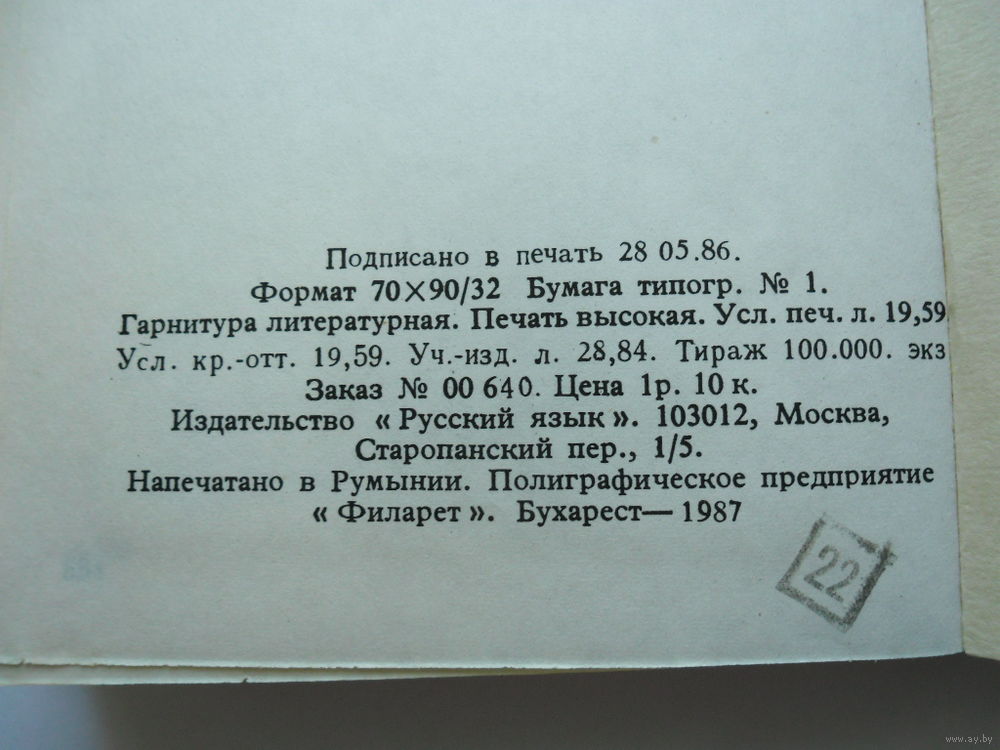 Подписано в печать 28 05.86.
Формат 70×90/32 Бумага типогр. № 1.
Гарнитура литературная. Печать высокая. Усл. печ. л. 19,59
Усл. кр.-отт. 19,59. Уч.-изд. л. 28,84. Тираж 100.000. экз
Заказ № 00 640. Цена 1р. 10 к.
Издательство « Русский язык ». 103012, Москва,
Старопанский пер., 1/5.
Напечатано в Румынии. Полиграфическое предприятие
« Филарет ». Бухарест— 1987
22
www.ay.by